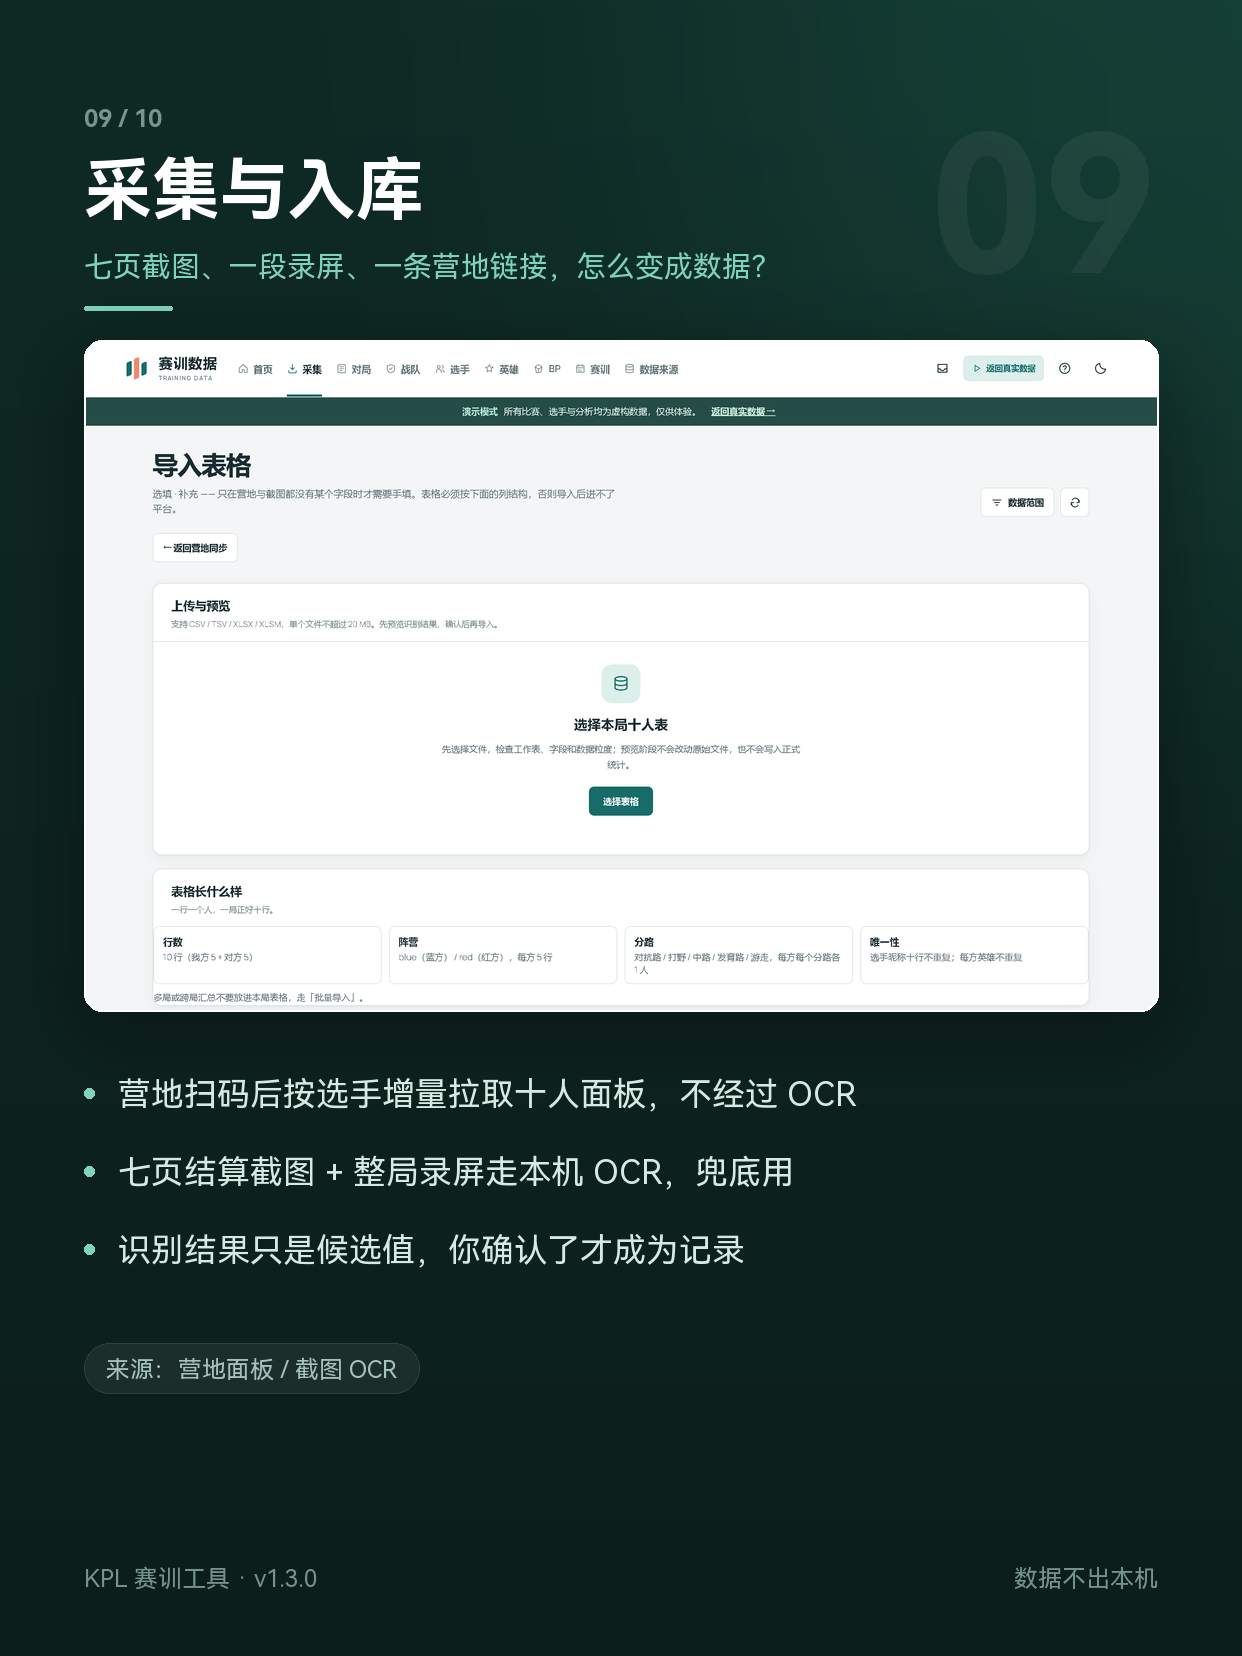 09 / 10
09
采集与入库
七页截图、一段录屏、一条营地链接，怎么变成数据？
赛训数据
TRAINING DATA
首页
采集
对局
战队
选手
英雄
BP
赛训
数据来源
返回真实数据
演示模式 所有比赛、选手与分析均为虚构数据，仅供体验。 返回真实数据→
导入表格
选填 · 补充 —— 只在营地与截图都没有某个字段时才需要手填。表格必须按下面的列结构，否则导入后进不了
平台。
数据范围
←返回营地同步
上传与预览
支持 CSV / TSV / XLSX / XLSM，单个文件不超过 20 MB。先预览识别结果，确认后再导入。
选择本局十人表
先选择文件，检查工作表、字段和数据粒度；预览阶段不会改动原始文件，也不会写入正式
统计。
选择表格
表格长什么样
一行一个人，一局正好十行。
行数
10 行（我方 5 + 对方 5）
阵营
blue（蓝方）/ red（红方），每方 5 行
分路
对抗路 / 打野 / 中路 / 发育路 / 游走，每方每个分路各
1 人
唯一性
选手昵称十行不重复；每方英雄不重复
多局或跨局汇总不要放进本局表格，走「批量导入」。
营地扫码后按选手增量拉取十人面板，不经过 OCR
七页结算截图 + 整局录屏走本机 OCR，兜底用
识别结果只是候选值，你确认了才成为记录
来源：营地面板 / 截图 OCR
KPL 赛训工具 · v1.3.0
数据不出本机